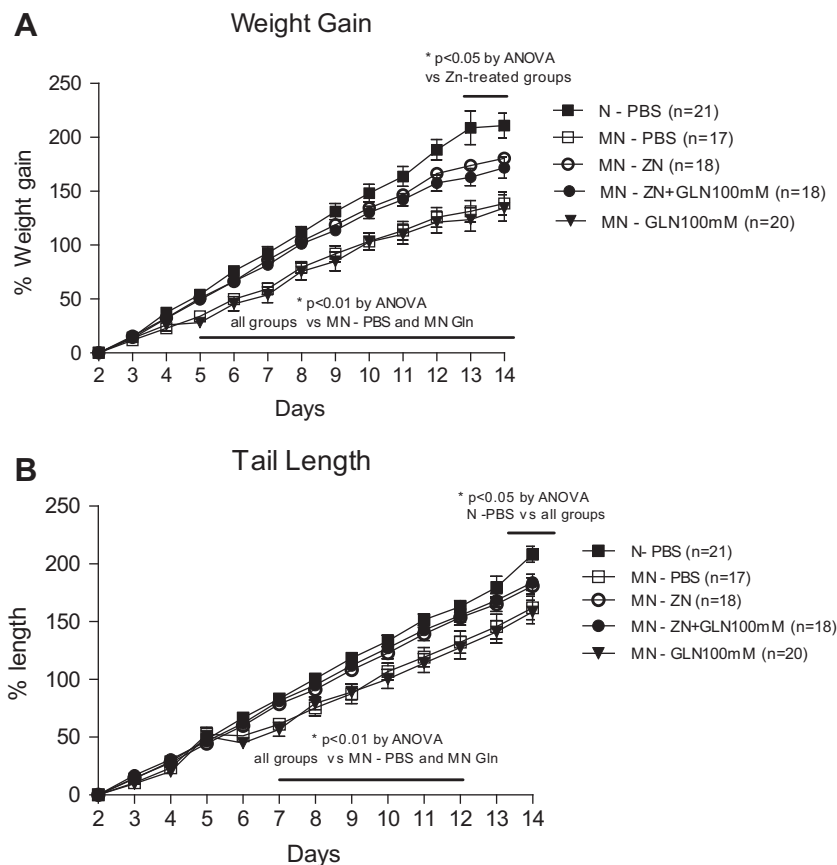 A
Weight Gain
* p<0.05 by ANOVA
vs Zn-treated groups
250
200
150
100
50
0
% Weight gain
N - PBS (n=21)
MN - PBS (n=17)
MN - ZN (n=18)
MN - ZN+GLN100mM (n=18)
MN - GLN100mM (n=20)
* p<0.01 by ANOVA
all groups vs MN - PBS and MN Gln
2 3 4 5 6 7 8 9 10 11 12 13 14
Days
B
Tail Length
* p<0.05 by ANOVA
N -PBS vs all groups
250
200
150
100
50
0
% length
N- PBS (n=21)
MN - PBS (n=17)
MN - ZN (n=18)
MN - ZN+GLN100mM (n=18)
MN - GLN100mM (n=20)
* p<0.01 by ANOVA
all groups vs MN - PBS and MN Gln
2 3 4 5 6 7 8 9 10 11 12 13 14
Days